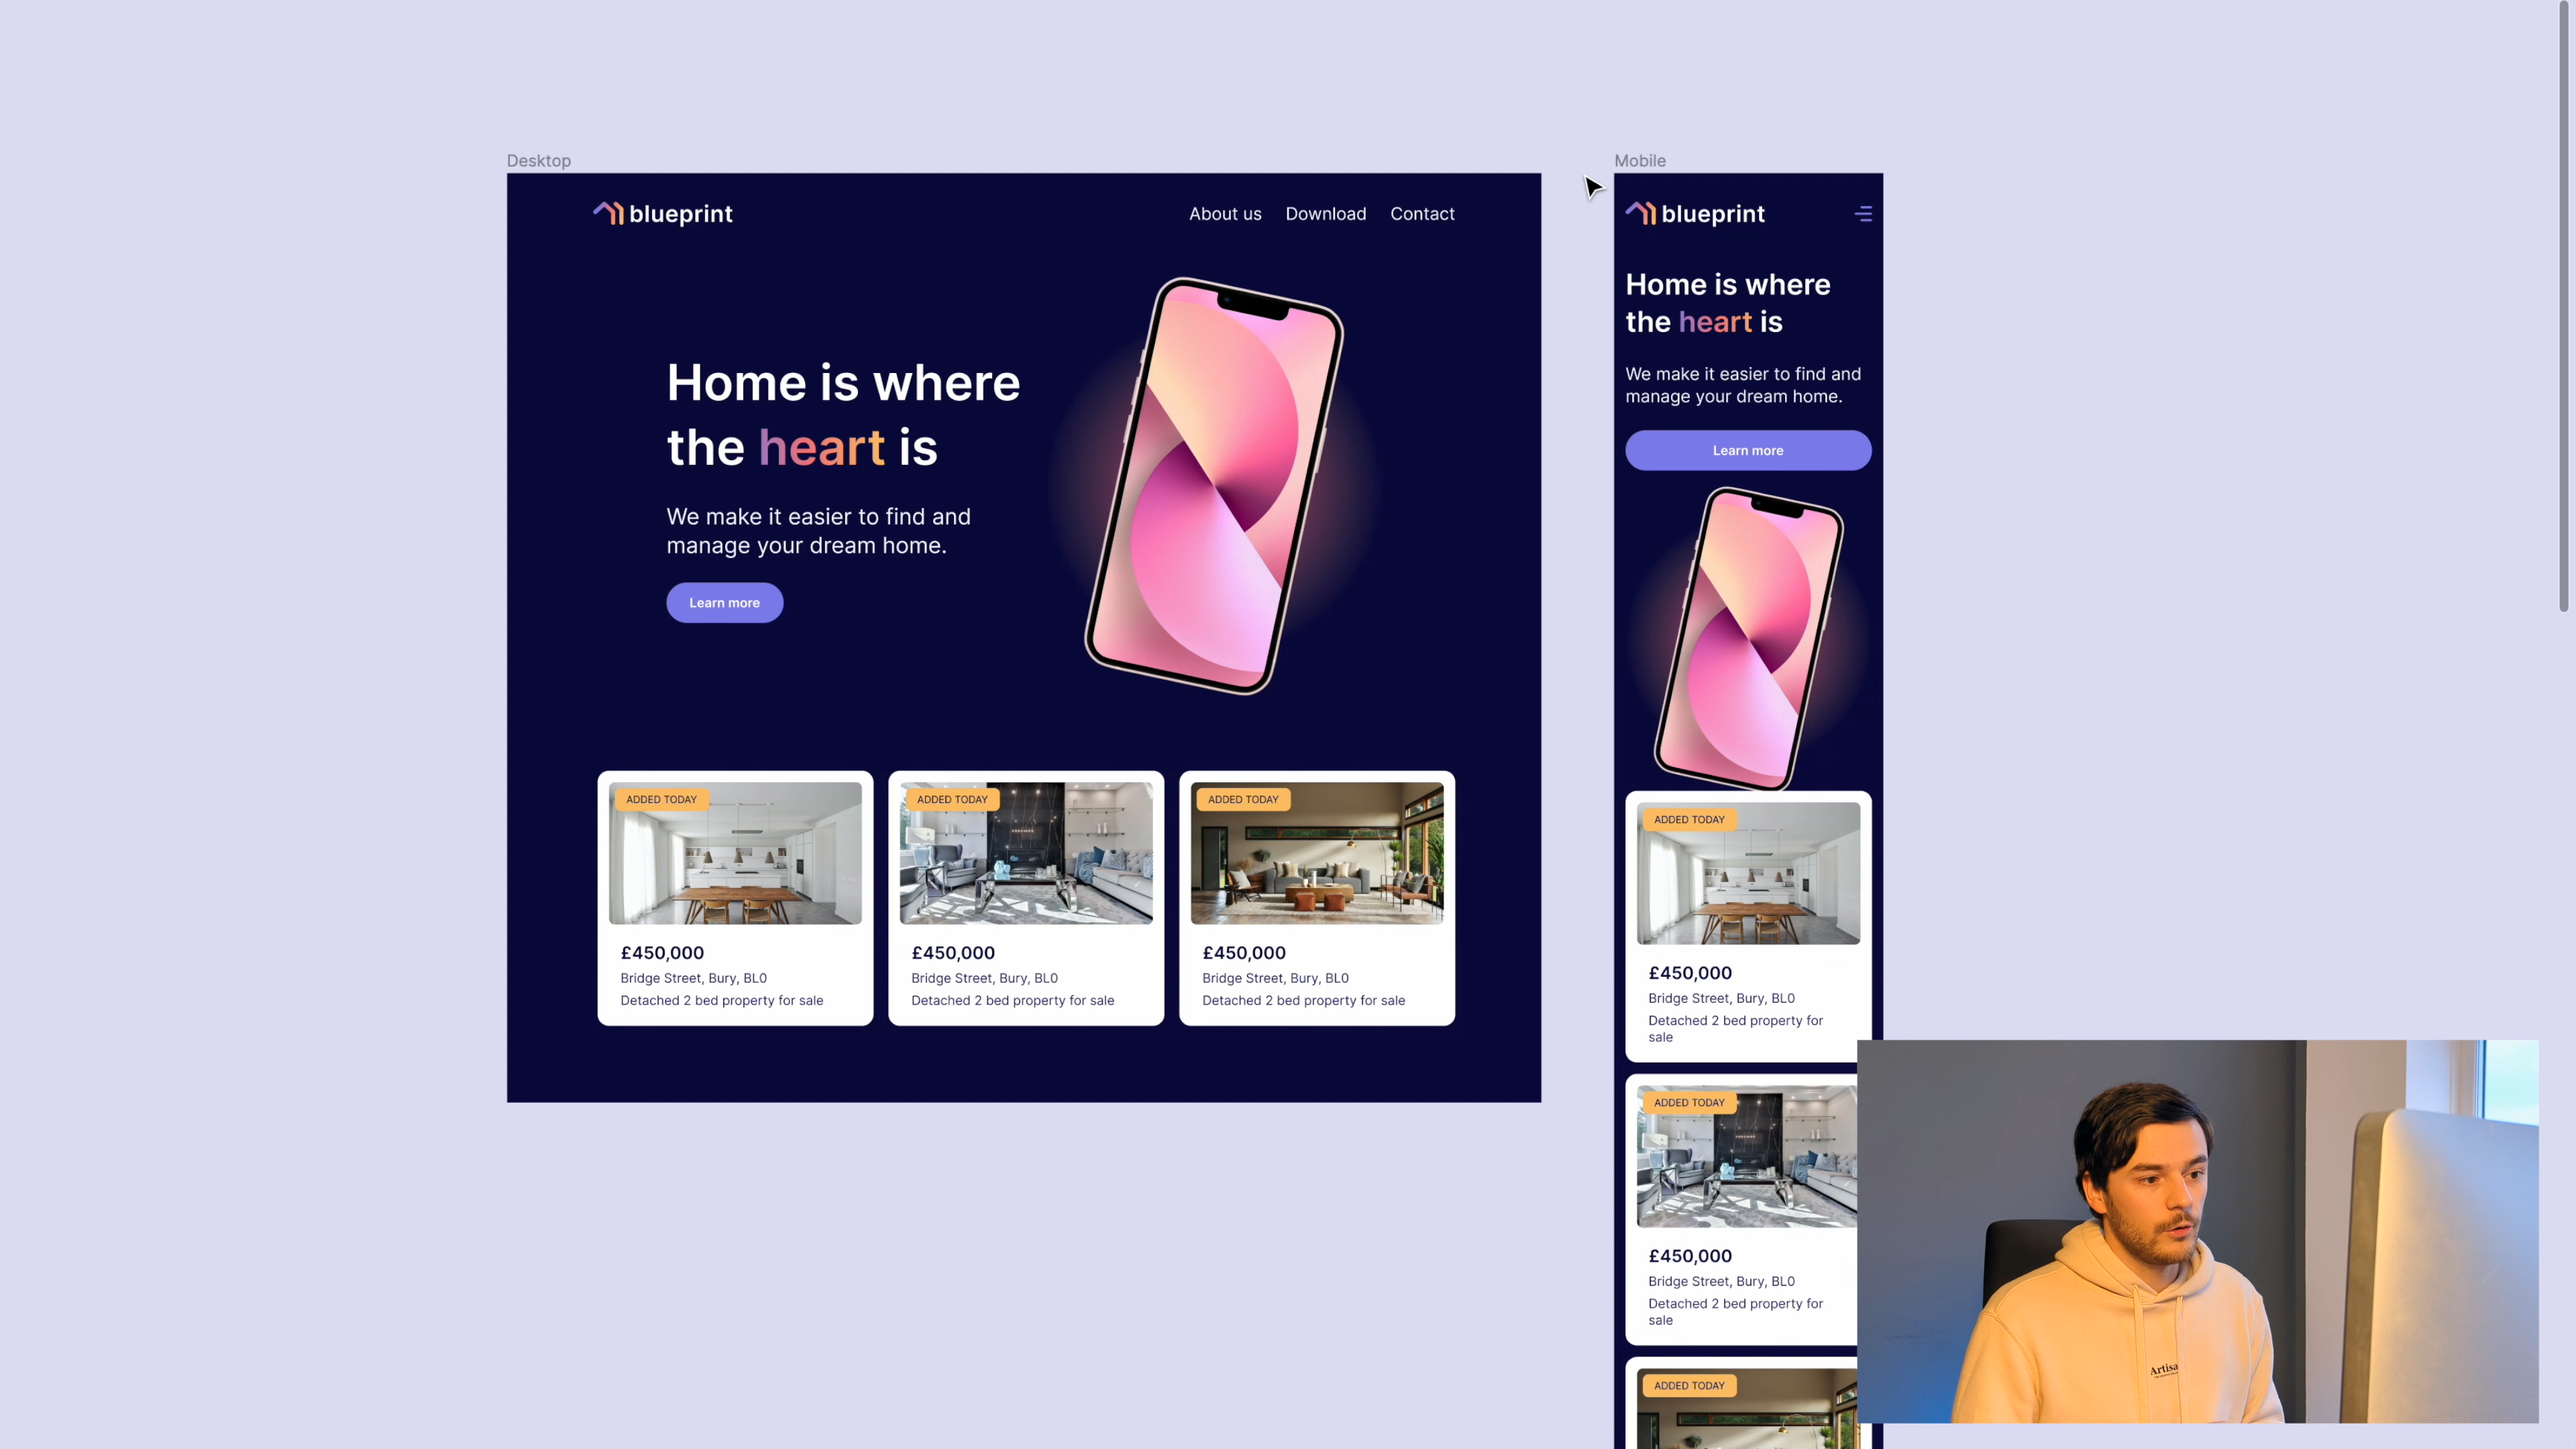 Desktop
blueprint
About us Download Contact
Home is where
the heart is
We make it easier to find and
manage your dream home.
Learn more
ADDED TODAY
£450,000
Bridge Street, Bury, BL0
Detached 2 bed property for sale
ADDED TODAY
£450,000
Bridge Street, Bury, BL0
Detached 2 bed property for sale
ADDED TODAY
£450,000
Bridge Street, Bury, BL0
Detached 2 bed property for sale
Mobile
blueprint
Home is where
the heart is
We make it easier to find and
manage your dream home.
Learn more
ADDED TODAY
£450,000
Bridge Street, Bury, BL0
Detached 2 bed property for
sale
ADDED TODAY
£450,000
Bridge Street, Bury, BL0
Detached 2 bed property for
sale
ADDED TODAY
Artisa